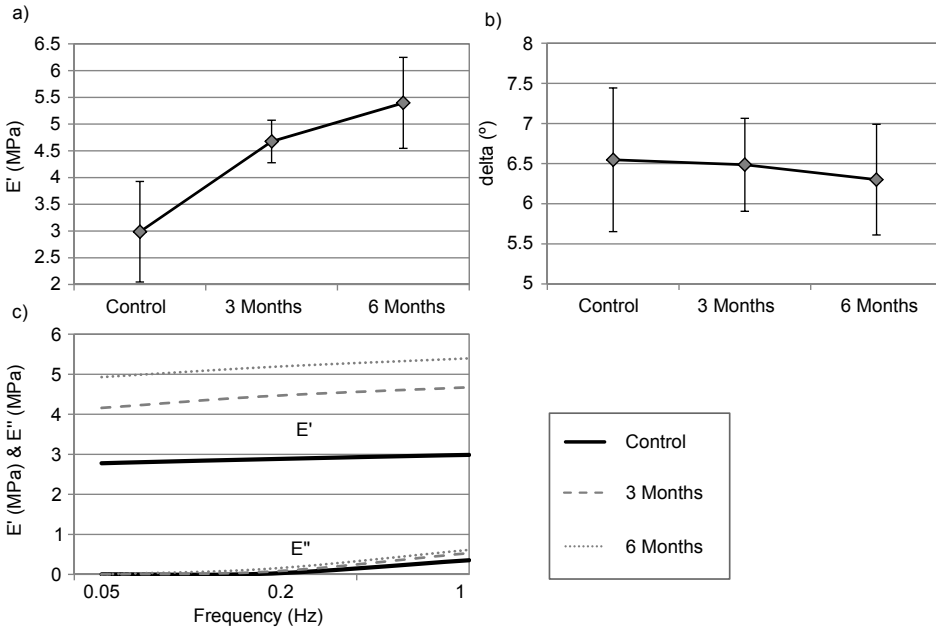 a)
6.5
6
5.5
5
4.5
4
3.5
3
2.5
2
E' (MPa)
Control 3 Months 6 Months
b)
8
7.5
7
6.5
6
5.5
5
delta (º)
Control 3 Months 6 Months
c)
6
5
4
3
2
1
0
E' (MPa) & E" (MPa)
E'
E"
0.05 0.2 1
Frequency (Hz)
Control
3 Months
6 Months